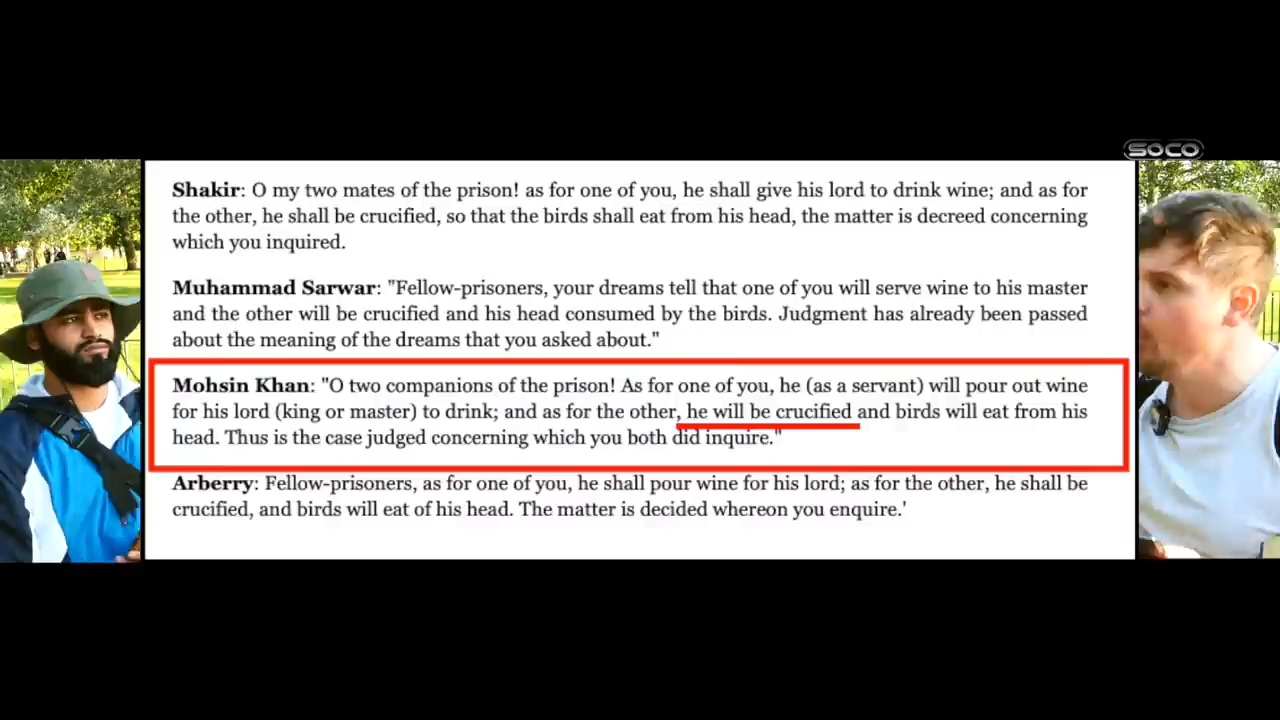 SOCO
Shakir: O my two mates of the prison! as for one of you, he shall give his lord to drink wine; and as for
the other, he shall be crucified, so that the birds shall eat from his head, the matter is decreed concerning
which you inquired.
Muhammad Sarwar: "Fellow-prisoners, your dreams tell that one of you will serve wine to his master
and the other will be crucified and his head consumed by the birds. Judgment has already been passed
about the meaning of the dreams that you asked about."
Mohsin Khan: "O two companions of the prison! As for one of you, he (as a servant) will pour out wine
for his lord (king or master) to drink; and as for the other, he will be crucified and birds will eat from his
head. Thus is the case judged concerning which you both did inquire."
Arberry: Fellow-prisoners, as for one of you, he shall pour wine for his lord; as for the other, he shall be
crucified, and birds will eat of his head. The matter is decided whereon you enquire.'